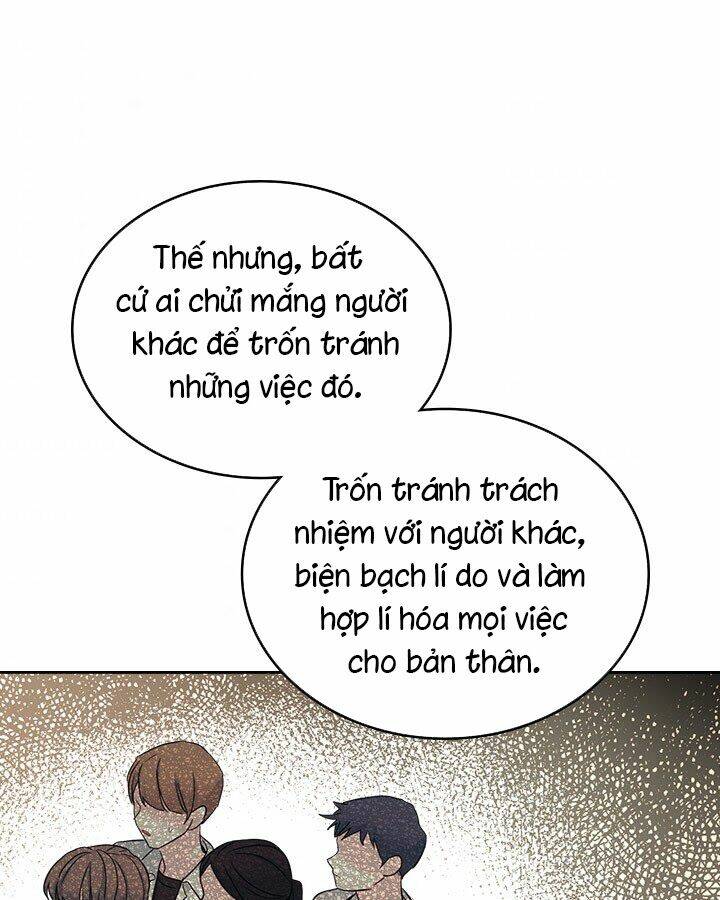 Thế nhưng, bất
cứ ai chửi mắng người
khác để trốn tránh
những việc đó.
Trốn tránh trách
nhiệm với người khác,
biện bạch lí do và làm
hợp lí hóa mọi việc
cho bản thân.